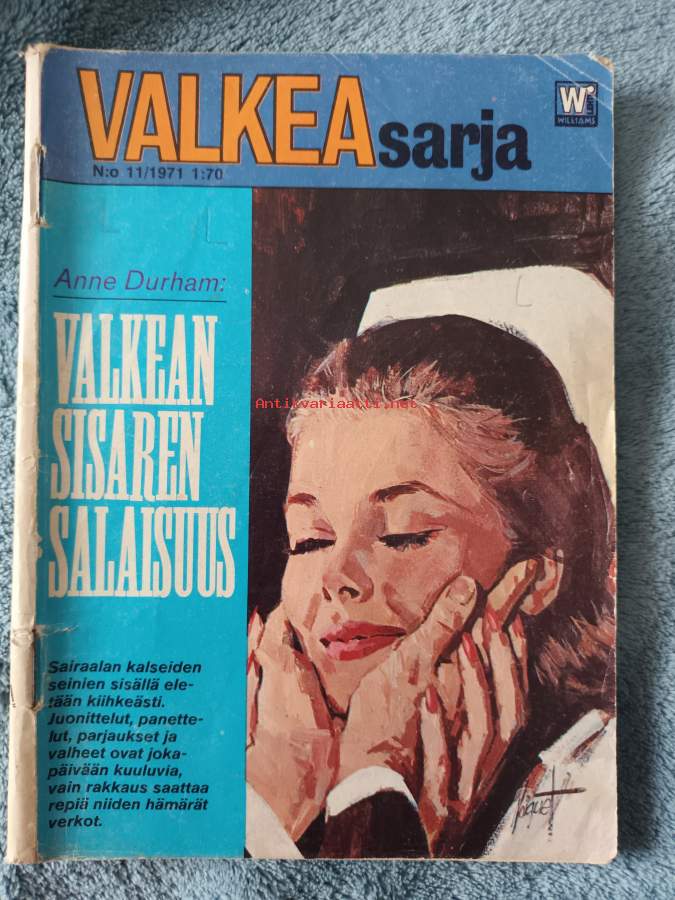 VALKEAsarja
N:o 11/1971 1:70
W
WILLIAMS
Anne Durham:
VALKEAN
SISAREN
SALAISUUS
Antikvariaatti.net
Sairaalan kalseiden
seinien sisällä ele-
tään kiihkeästi.
Juonittelut, panette-
lut, parjaukset ja
valheet ovat joka-
päivään kuuluvia,
vain rakkaus saattaa
repiä niiden hämärät
verkot.